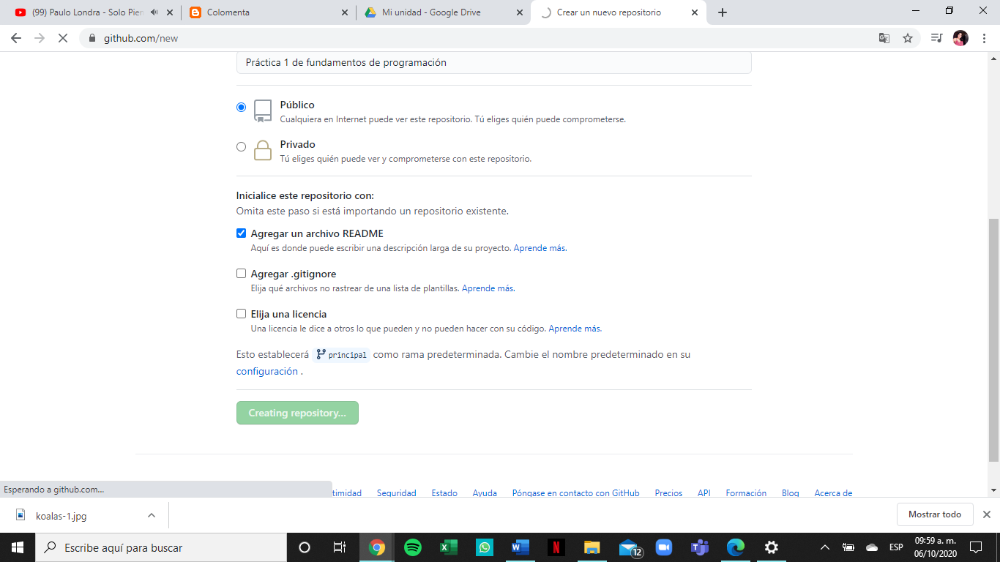 (99) Paulo Londra - Solo Pien
Colomenta
Mi unidad - Google Drive
Crear un nuevo repositorio
github.com/new
Práctica 1 de fundamentos de programación
Público
Cualquiera en Internet puede ver este repositorio. Tú eliges quién puede comprometerse.
Privado
Tú eliges quién puede ver y comprometerse con este repositorio.
Inicialice este repositorio con:
Omita este paso si está importando un repositorio existente.
Agregar un archivo README
Aquí es donde puede escribir una descripción larga de su proyecto. Aprende más.
Agregar .gitignore
Elija qué archivos no rastrear de una lista de plantillas. Aprende más.
Elija una licencia
Una licencia le dice a otros lo que pueden y no pueden hacer con su código. Aprende más.
Esto establecerá principal como rama predeterminada. Cambie el nombre predeterminado en su
configuración .
Creating repository...
Esperando a github.com...
timidad Seguridad Estado Ayuda Póngase en contacto con GitHub Precios API Formación Blog Acerca de
koalas-1.jpg
Mostrar todo
Escribe aquí para buscar
12
ESP
09:59 a. m.
06/10/2020